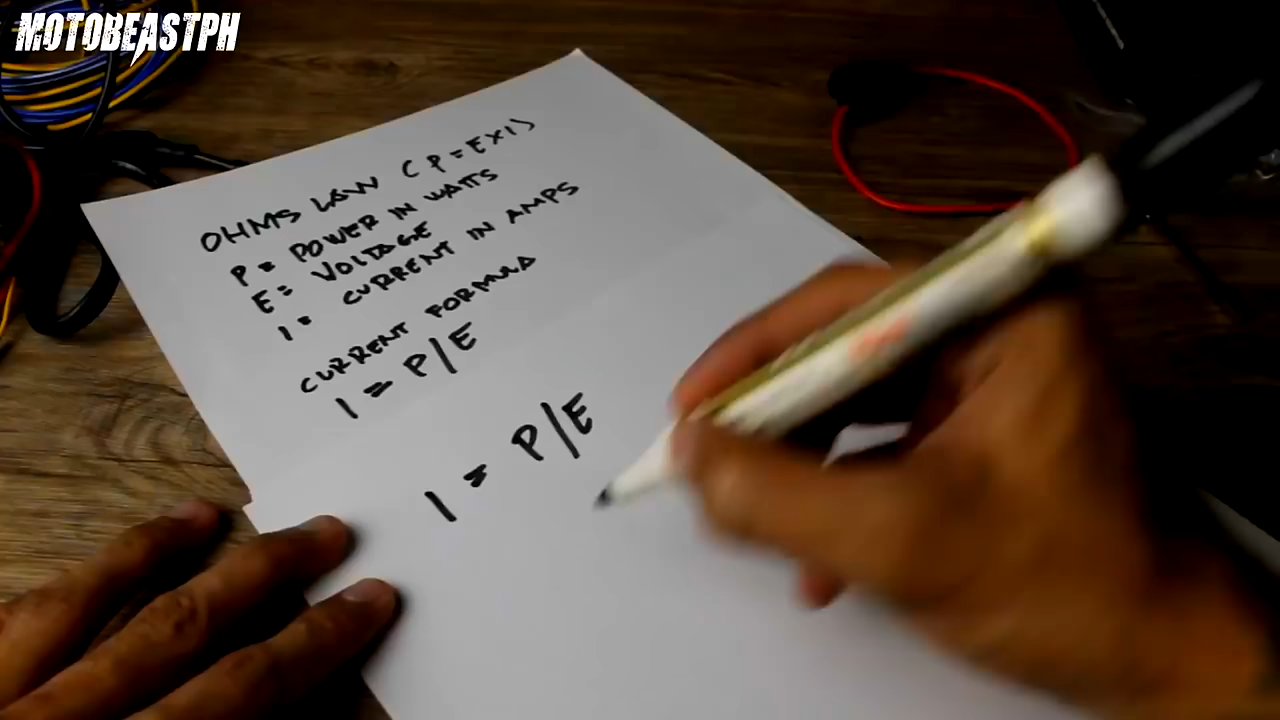 MOTOBEASTPH
OHMS LAW (P=EXI)
P= POWER IN WATTS
E= VOLTAGE
I= CURRENT IN AMPS
CURRENT FORMULA
I = P/E
I = P/E